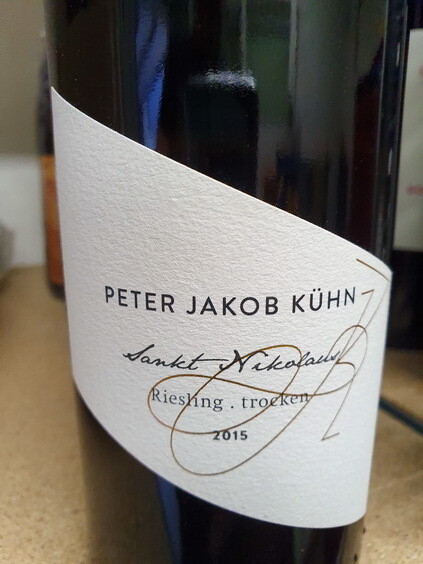 PETER JAKOB KÜHN
Sankt Nikolaus
Riesling . trocken
2015